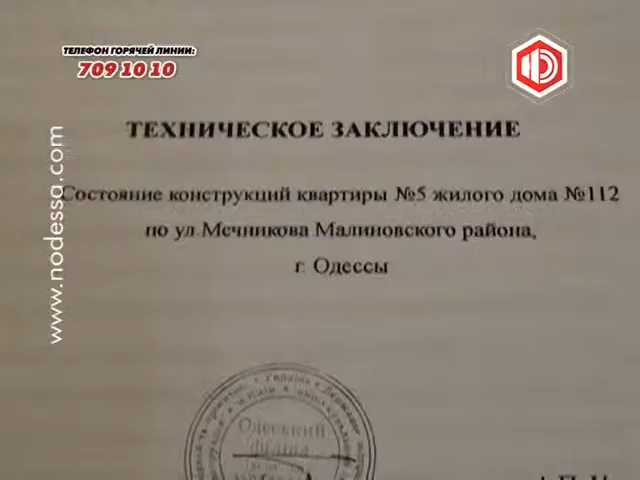 ТЕЛЕФОН ГОРЯЧЕЙ ЛИНИИ:
709 10 10
www.nodessa.com
ТЕХНИЧЕСКОЕ ЗАКЛЮЧЕНИЕ
Состояние конструкций квартиры №5 жилого дома №112
по ул.Мечникова Малиновского района,
г. Одессы
Одеський